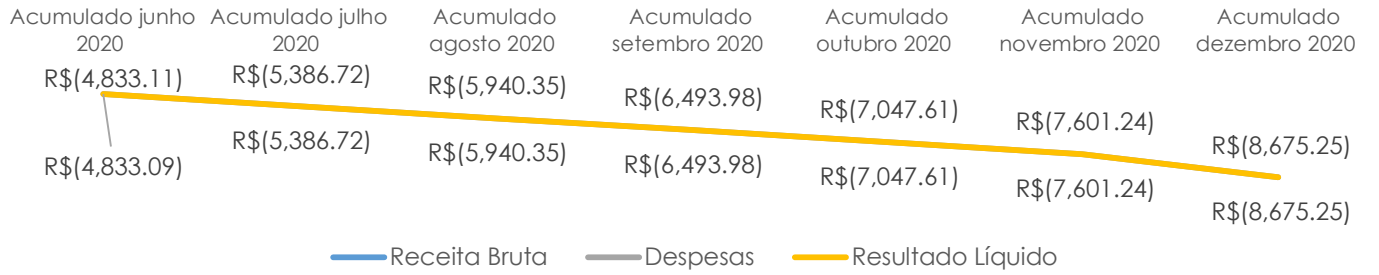 Acumulado junho 2020
Acumulado julho 2020
Acumulado agosto 2020
Acumulado setembro 2020
Acumulado outubro 2020
Acumulado novembro 2020
Acumulado dezembro 2020
R$(4,833.11)
R$(5,386.72)
R$(5,940.35)
R$(6,493.98)
R$(7,047.61)
R$(7,601.24)
R$(8,675.25)
R$(4,833.09)
R$(5,386.72)
R$(5,940.35)
R$(6,493.98)
R$(7,047.61)
R$(7,601.24)
R$(8,675.25)
Receita Bruta
Despesas
Resultado Líquido